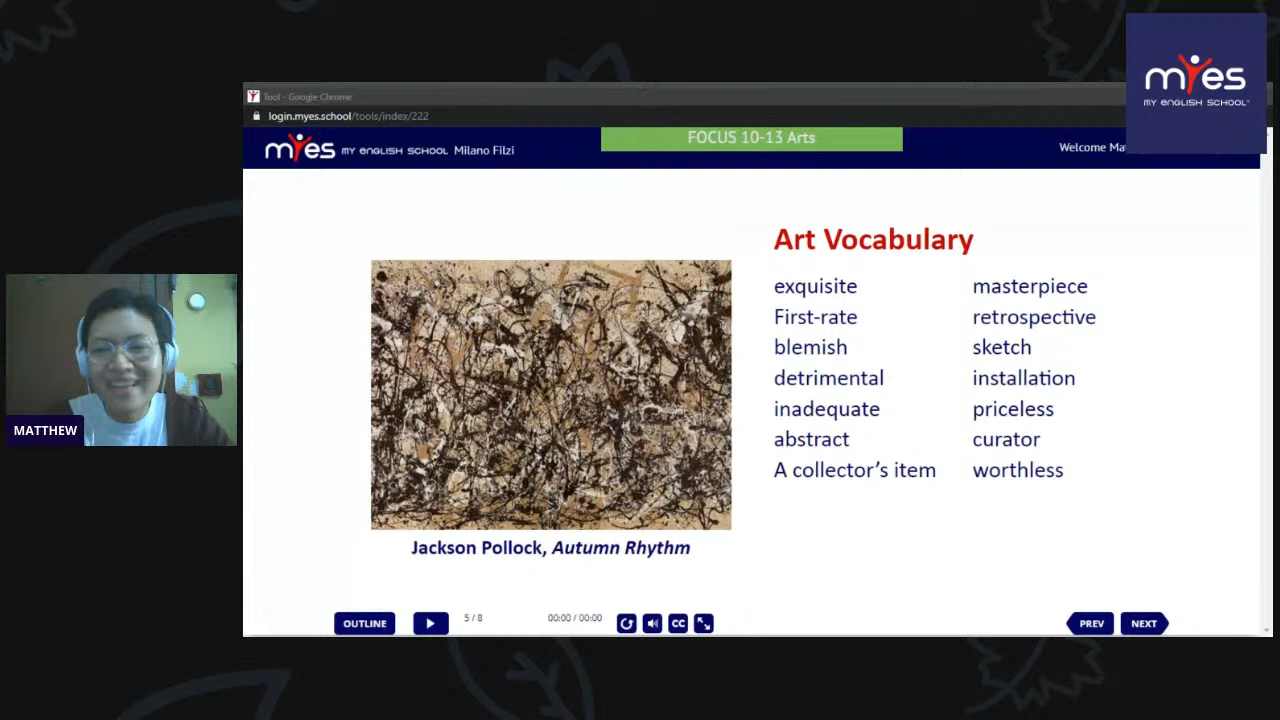 myes
MY ENGLISH SCHOOL
Tool - Google Chrome
login.myes.school/tools/index/222
myes MY ENGLISH SCHOOL Milano Filzi
FOCUS 10-13 Arts
Welcome Mat
Art Vocabulary
exquisite masterpiece
First-rate retrospective
blemish sketch
detrimental installation
inadequate priceless
abstract curator
A collector's item worthless
MATTHEW
Jackson Pollock, Autumn Rhythm
OUTLINE 5 / 8 00:00 / 00:00 CC PREV NEXT